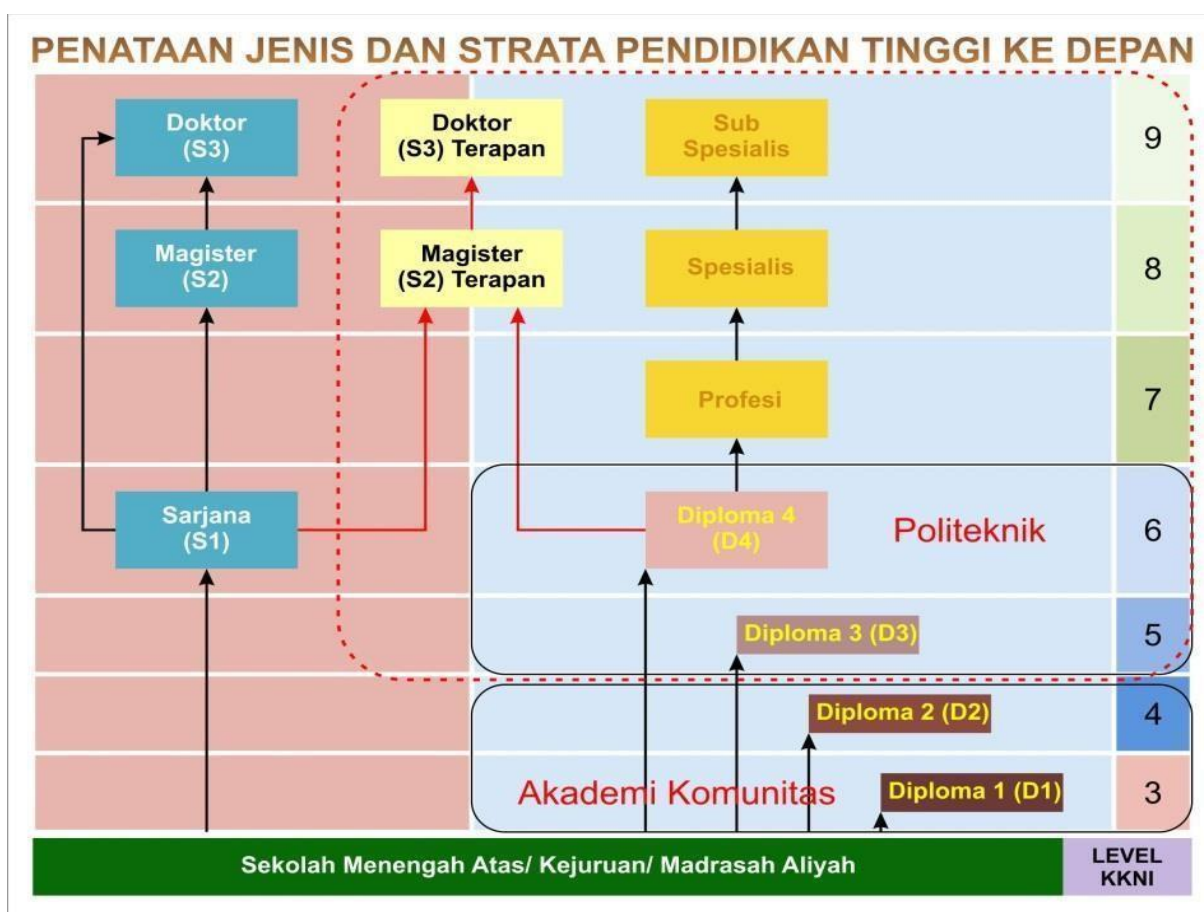 PENATAAN JENIS DAN STRATA PENDIDIKAN TINGGI KE DEPAN
Doktor
(S3)
Doktor
(S3) Terapan
Sub
Spesialis
9
Magister
(S2)
Magister
(S2) Terapan
Spesialis
8
Profesi
7
Sarjana
(S1)
Diploma 4
(D4)
Politeknik
6
Diploma 3 (D3)
5
Diploma 2 (D2)
4
Akademi Komunitas
Diploma 1 (D1)
3
Sekolah Menengah Atas/ Kejuruan/ Madrasah Aliyah
LEVEL
KKNI